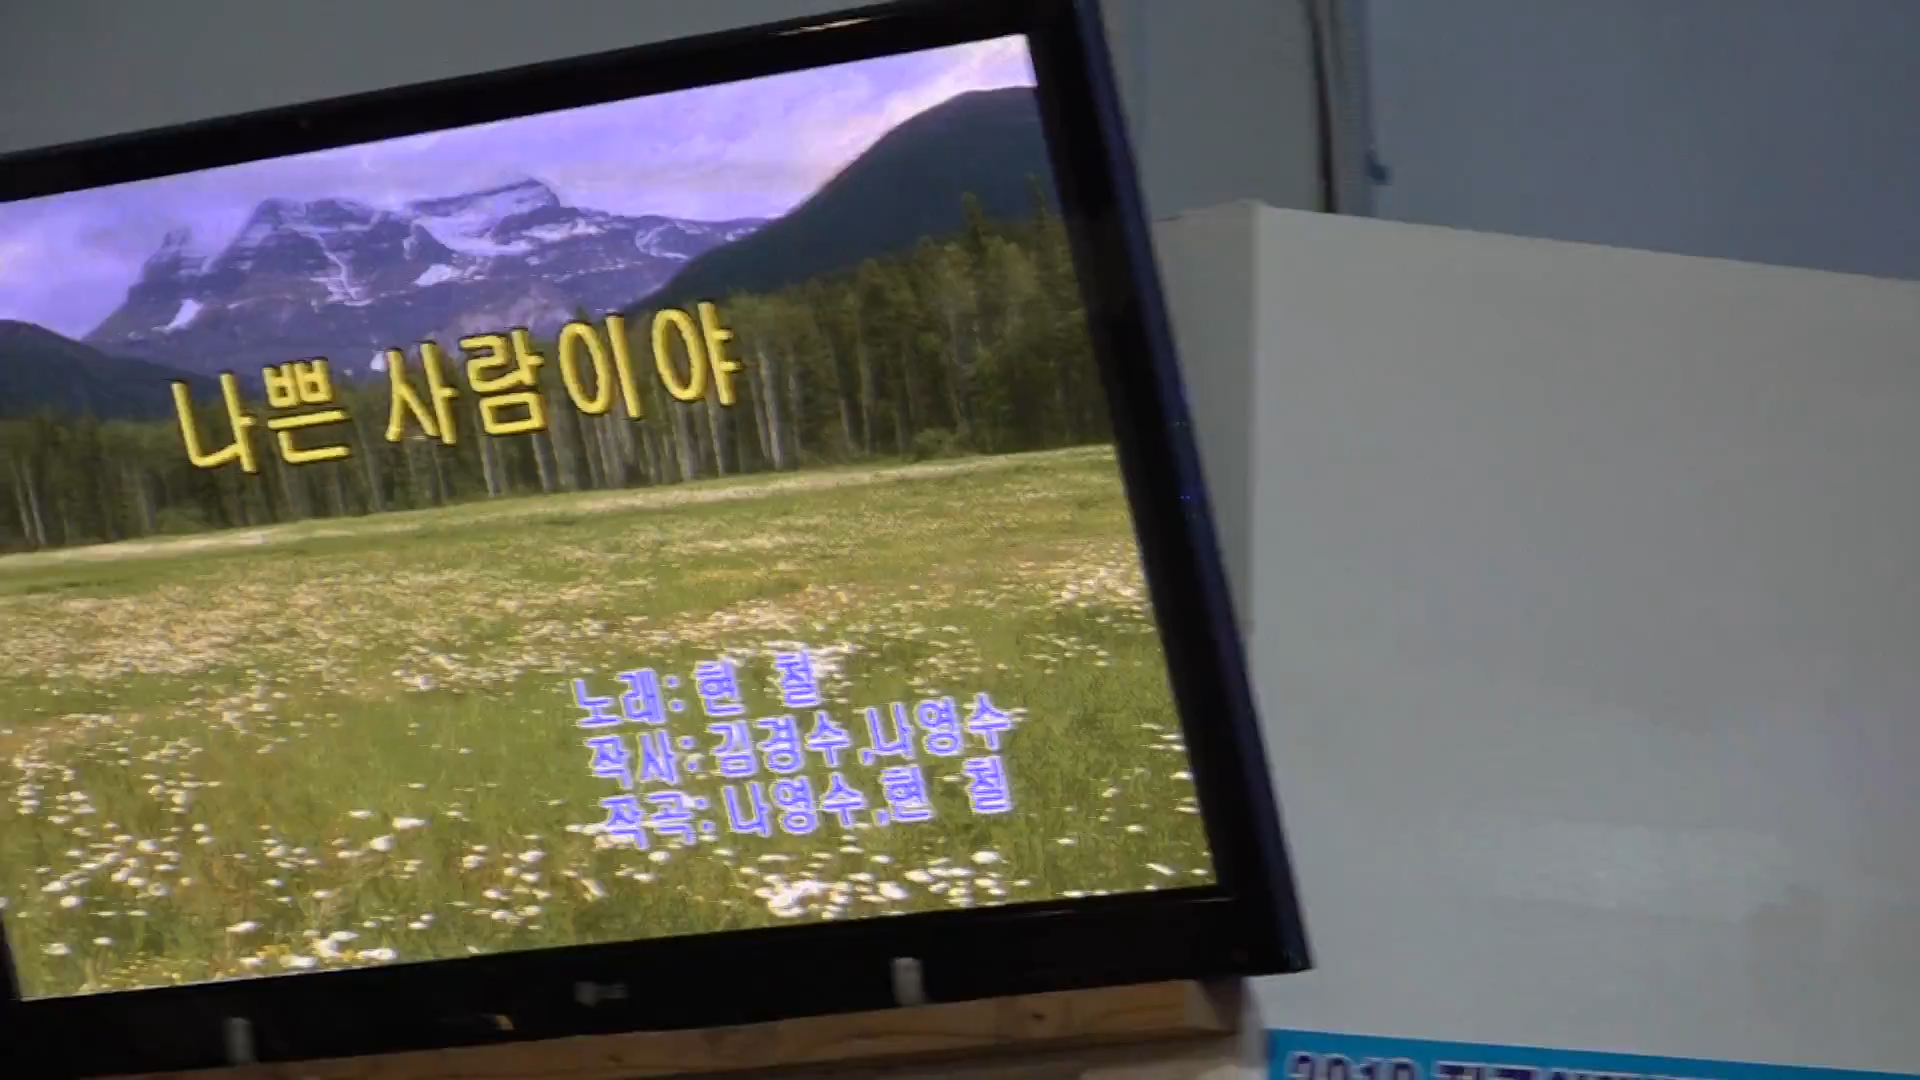 나쁜 사람이야
노래: 현 철
작사: 김경수,나영수
작곡: 나영수,현 철